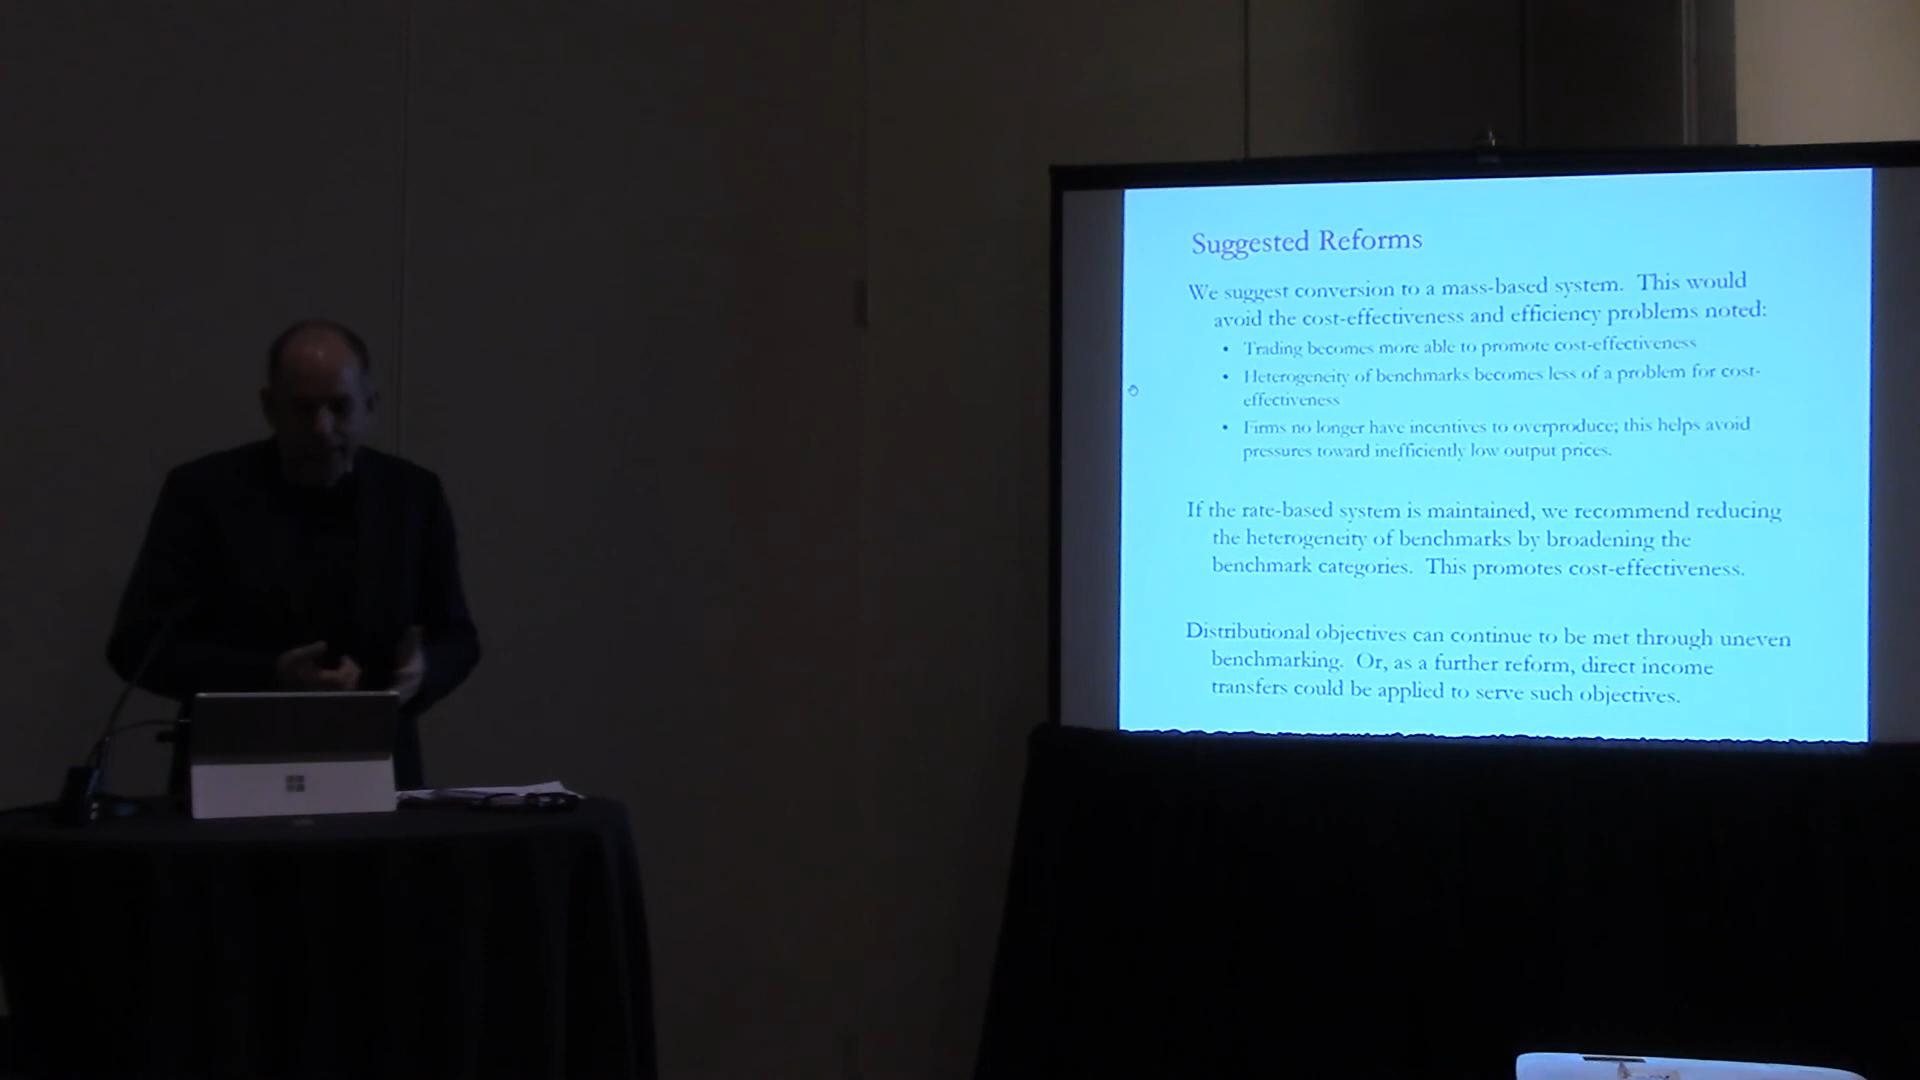 Suggested Reforms
We suggest conversion to a mass-based system. This would
avoid the cost-effectiveness and efficiency problems noted:
• Trading becomes more able to promote cost-effectiveness
• Heterogeneity of benchmarks becomes less of a problem for cost-
effectiveness
• Firms no longer have incentives to overproduce; this helps avoid
pressures toward inefficiently low output prices.
If the rate-based system is maintained, we recommend reducing
the heterogeneity of benchmarks by broadening the
benchmark categories. This promotes cost-effectiveness.
Distributional objectives can continue to be met through uneven
benchmarking. Or, as a further reform, direct income
transfers could be applied to serve such objectives.